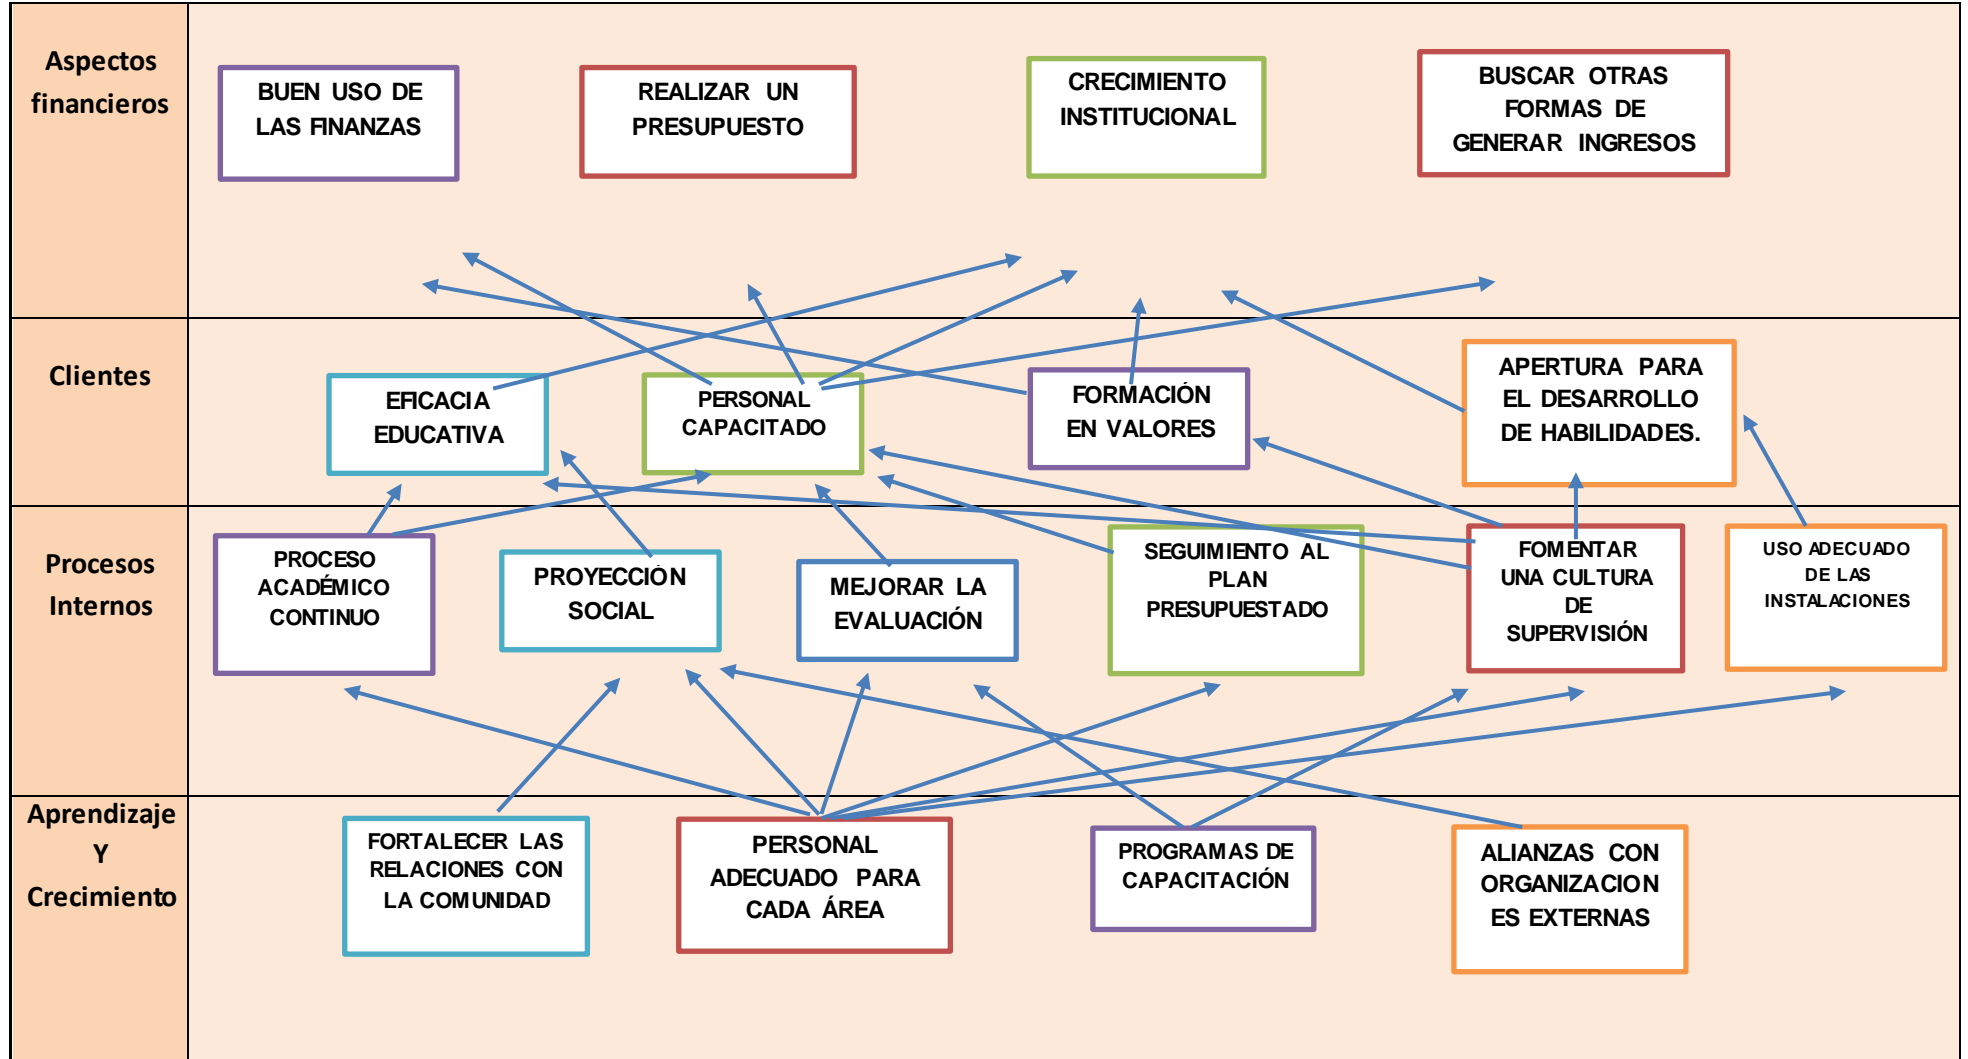 Aspectos
financieros
BUEN USO DE
LAS FINANZAS
REALIZAR UN
PRESUPUESTO
CRECIMIENTO
INSTITUCIONAL
BUSCAR OTRAS
FORMAS DE
GENERAR INGRESOS
Clientes
EFICACIA
EDUCATIVA
PERSONAL
CAPACITADO
FORMACIÓN
EN VALORES
APERTURA PARA
EL DESARROLLO
DE HABILIDADES.
Procesos
Internos
PROCESO
ACADÉMICO
CONTINUO
PROYECCIÓN
SOCIAL
MEJORAR LA
EVALUACIÓN
SEGUIMIENTO AL
PLAN
PRESUPUESTADO
FOMENTAR
UNA CULTURA
DE
SUPERVISIÓN
USO ADECUADO
DE LAS
INSTALACIONES
Aprendizaje
Y
Crecimiento
FORTALECER LAS
RELACIONES CON
LA COMUNIDAD
PERSONAL
ADECUADO PARA
CADA ÁREA
PROGRAMAS DE
CAPACITACIÓN
ALIANZAS CON
ORGANIZACION
ES EXTERNAS